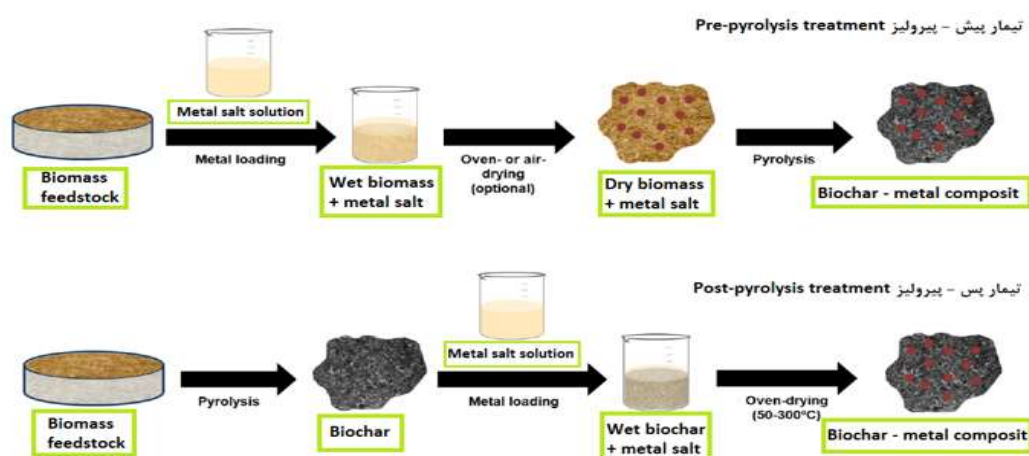 Pre-pyrolysis treatment تیمار پیش - پیرولیز
Metal salt solution
Metal loading
Oven- or air-
drying
(optional)
Pyrolysis
Biomass
feedstock
Wet biomass
+ metal salt
Dry biomass
+ metal salt
Biochar - metal composit
Post-pyrolysis treatment تیمار پس - پیرولیز
Metal salt solution
Pyrolysis
Metal loading
Oven-drying
(50-300ºC)
Biomass
feedstock
Biochar
Wet biochar
+ metal salt
Biochar - metal composit